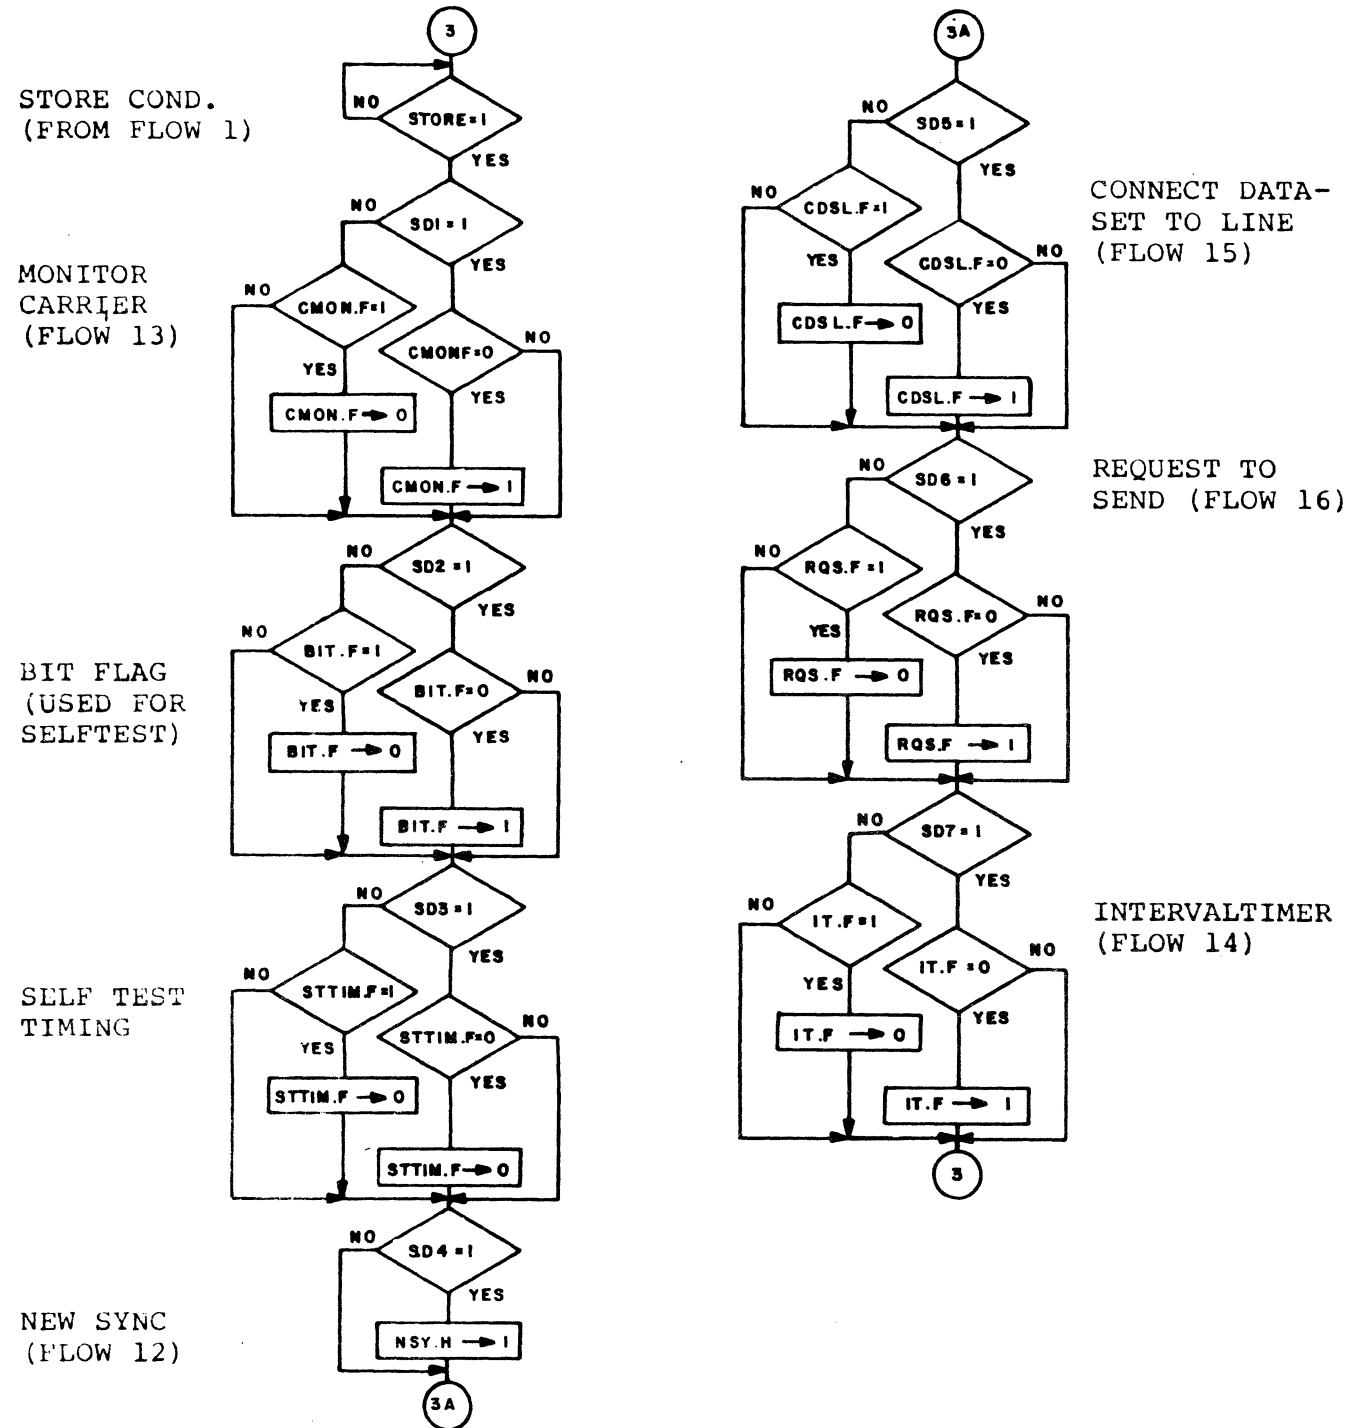 3
STORE COND.
(FROM FLOW 1)
NO
STORE=1
YES
NO
SD1=1
YES
MONITOR
CARRIER
(FLOW 13)
NO
CMON.F=1
YES
CMON.F→0
CMONF=0
NO
YES
CMON.F→1
NO
SD2=1
YES
BIT FLAG
(USED FOR
SELFTEST)
NO
BIT.F=1
YES
BIT.F→0
BIT.F=0
NO
YES
BIT.F→1
NO
SD3=1
YES
SELF TEST
TIMING
NO
STTIM.F=1
YES
STTIM.F→0
STTIM.F=0
NO
YES
STTIM.F→0
NO
SD4=1
YES
NEW SYNC
(FLOW 12)
NSY.H→1
3A
3A
NO
SD5=1
YES
CONNECT DATA-
SET TO LINE
(FLOW 15)
NO
CDSL.F=1
YES
CDSL.F→0
CDSL.F=0
NO
YES
CDSL.F→1
NO
SD6=1
YES
REQUEST TO
SEND (FLOW 16)
NO
RQS.F=1
YES
RQS.F→0
RQS.F=0
NO
YES
RQS.F→1
NO
SD7=1
YES
INTERVALTIMER
(FLOW 14)
NO
IT.F=1
YES
IT.F→0
IT.F=0
NO
YES
IT.F→1
3